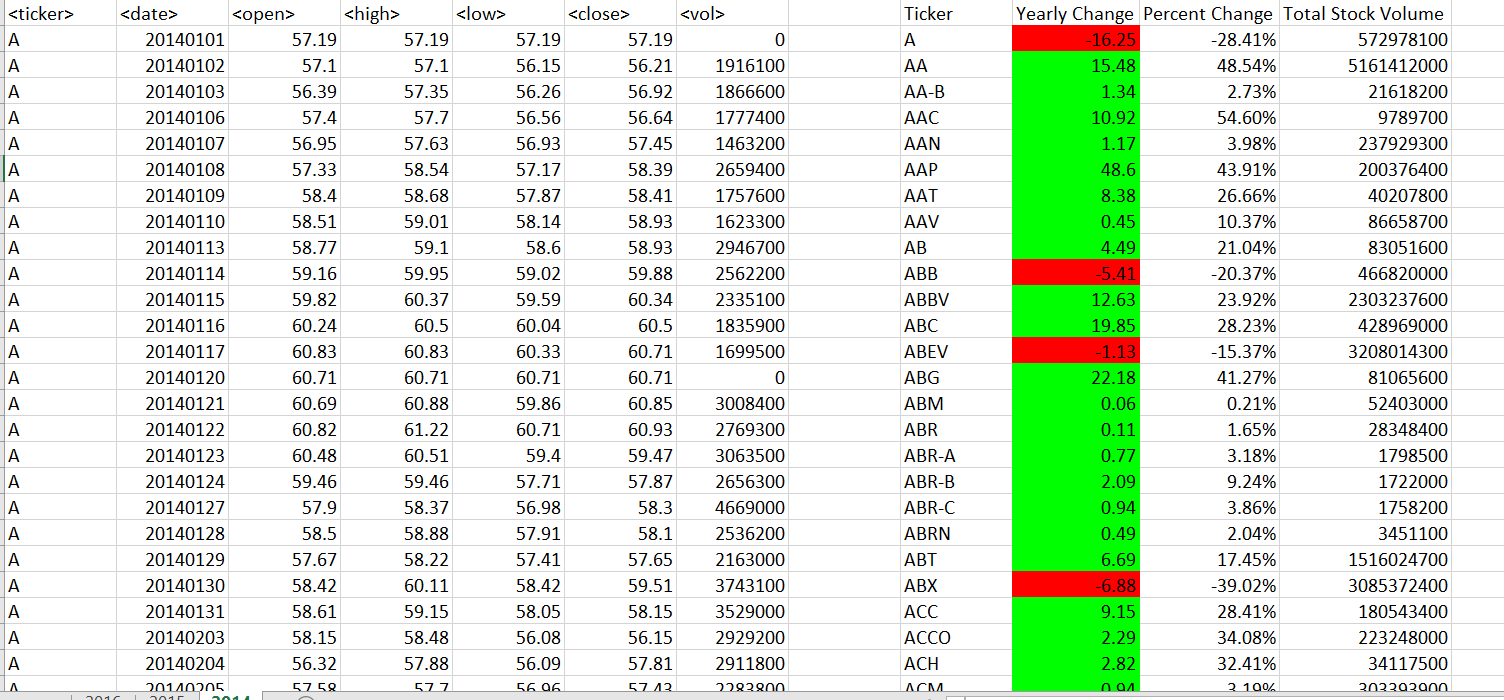 <ticker> <date> <open> <high> <low> <close> <vol> Ticker Yearly Change Percent Change Total Stock Volume
A 20140101 57.19 57.19 57.19 57.19 0 A -16.25 -28.41% 572978100
A 20140102 57.1 57.1 56.15 56.21 1916100 AA 15.48 48.54% 5161412000
A 20140103 56.39 57.35 56.26 56.92 1866600 AA-B 1.34 2.73% 21618200
A 20140106 57.4 57.7 56.56 56.64 1777400 AAC 10.92 54.60% 9789700
A 20140107 56.95 57.63 56.93 57.45 1463200 AAN 1.17 3.98% 237929300
A 20140108 57.33 58.54 57.17 58.39 2659400 AAP 48.6 43.91% 200376400
A 20140109 58.4 58.68 57.87 58.41 1757600 AAT 8.38 26.66% 40207800
A 20140110 58.51 59.01 58.14 58.93 1623300 AAV 0.45 10.37% 86658700
A 20140113 58.77 59.1 58.6 58.93 2946700 AB 4.49 21.04% 83051600
A 20140114 59.16 59.95 59.02 59.88 2562200 ABB -5.41 -20.37% 466820000
A 20140115 59.82 60.37 59.59 60.34 2335100 ABBV 12.63 23.92% 2303237600
A 20140116 60.24 60.5 60.04 60.5 1835900 ABC 19.85 28.23% 428969000
A 20140117 60.83 60.83 60.33 60.71 1699500 ABEV -1.13 -15.37% 3208014300
A 20140120 60.71 60.71 60.71 60.71 0 ABG 22.18 41.27% 81065600
A 20140121 60.69 60.88 59.86 60.85 3008400 ABM 0.06 0.21% 52403000
A 20140122 60.82 61.22 60.71 60.93 2769300 ABR 0.11 1.65% 28348400
A 20140123 60.48 60.51 59.4 59.47 3063500 ABR-A 0.77 3.18% 1798500
A 20140124 59.46 59.46 57.71 57.87 2656300 ABR-B 2.09 9.24% 1722000
A 20140127 57.9 58.37 56.98 58.3 4669000 ABR-C 0.94 3.86% 1758200
A 20140128 58.5 58.88 57.91 58.1 2536200 ABRN 0.49 2.04% 3451100
A 20140129 57.67 58.22 57.41 57.65 2163000 ABT 6.69 17.45% 1516024700
A 20140130 58.42 60.11 58.42 59.51 3743100 ABX -6.88 -39.02% 3085372400
A 20140131 58.61 59.15 58.05 58.15 3529000 ACC 9.15 28.41% 180543400
A 20140203 58.15 58.48 56.08 56.15 2929200 ACCO 2.29 34.08% 223248000
A 20140204 56.32 57.88 56.09 57.81 2911800 ACH 2.82 32.41% 34117500
A 20140205 57.58 57.7 56.96 57.43 2283800 ACM 0.94 3.19% 303393900
2016 2015 2014